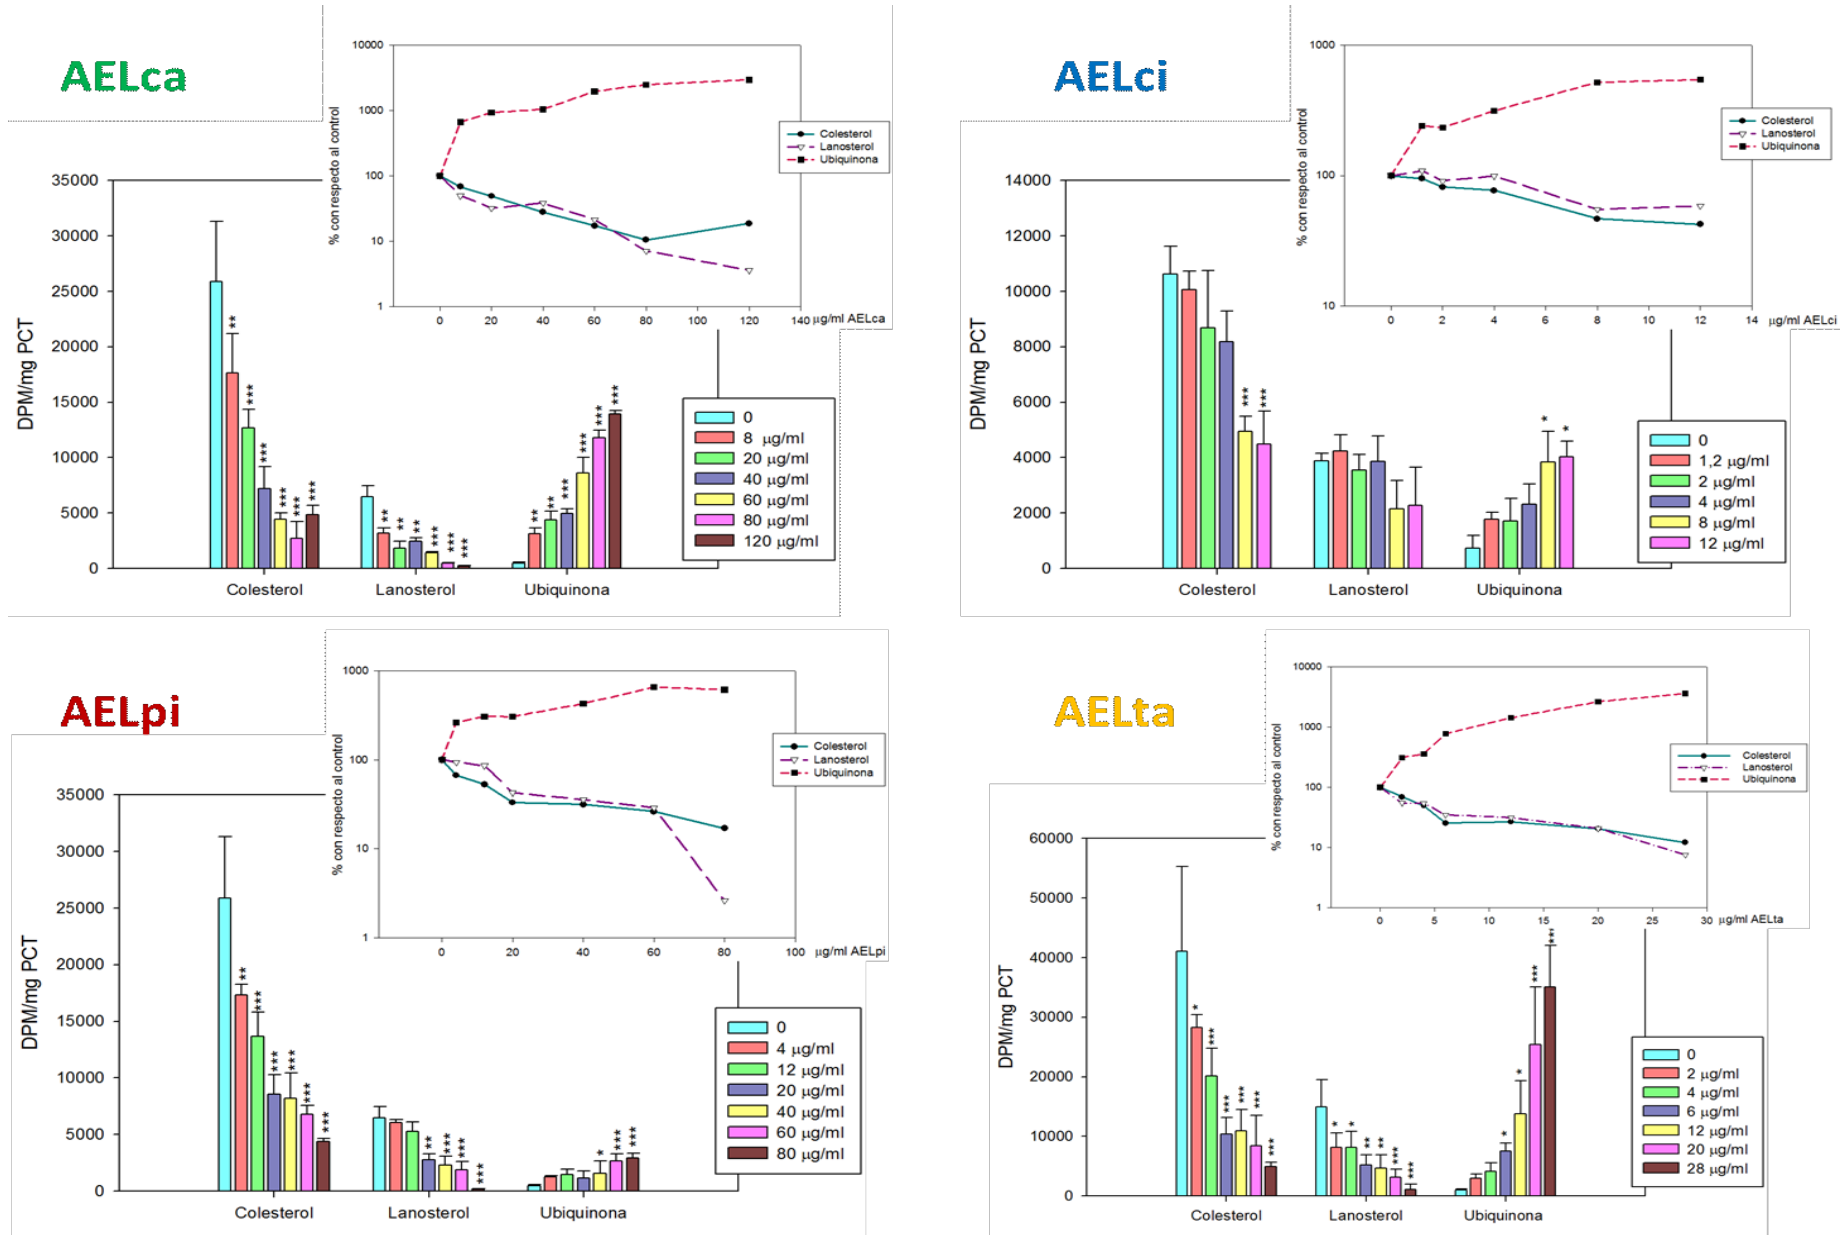 AELca
10000
1000
100
10
1
% con respecto al control
0 20 40 60 80 100 120 140 µg/ml AELca
Colesterol
Lanosterol
Ubiquinona
35000
30000
25000
20000
15000
10000
5000
0
DPM/mg PCT
** *** *** *** *** ***
** ** ** *** *** ***
** ** *** *** *** ***
Colesterol Lanosterol Ubiquinona
0
8 µg/ml
20 µg/ml
40 µg/ml
60 µg/ml
80 µg/ml
120 µg/ml
AELci
1000
100
10
% con respecto al control
0 2 4 6 8 10 12 14 µg/ml AELci
Colesterol
Lanosterol
Ubiquinona
14000
12000
10000
8000
6000
4000
2000
0
DPM/mg PCT
*** ***
* *
Colesterol Lanosterol Ubiquinona
0
1,2 µg/ml
2 µg/ml
4 µg/ml
8 µg/ml
12 µg/ml
AELpi
1000
100
10
1
% con respecto al control
0 20 40 60 80 100 µg/ml AELpi
Colesterol
Lanosterol
Ubiquinona
35000
30000
25000
20000
15000
10000
5000
0
DPM/mg PCT
** *** *** *** *** ***
** *** *** ***
* *** ***
Colesterol Lanosterol Ubiquinona
0
4 µg/ml
12 µg/ml
20 µg/ml
40 µg/ml
60 µg/ml
80 µg/ml
AELta
10000
1000
100
10
1
% con respecto al control
0 5 10 15 20 25 30 µg/ml AELta
Colesterol
Lanosterol
Ubiquinona
60000
50000
40000
30000
20000
10000
0
DPM/mg PCT
* *** *** *** *** ***
* * ** ** *** ***
* * *** ***
Colesterol Lanosterol Ubiquinona
0
2 µg/ml
4 µg/ml
6 µg/ml
12 µg/ml
20 µg/ml
28 µg/ml